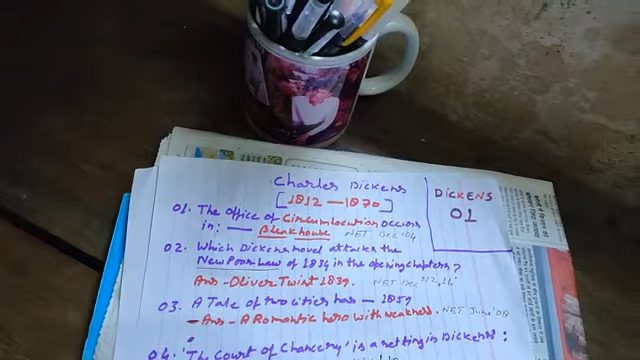 Charles Dickens
[1812 — 1870]
DICKENS
01
01. The Office of Circumlocution occurs
in: — Bleak house NET Dec '04
02. Which Dickens novel attacks the
New Poor Law of 1834 in the opening chapters?
Ans - Oliver Twist 1839. NET Dec
03. A Tale of two cities has — 1859
- Ans - A Romantic hero with weakness. NET June '08
04. 'The Court of Chancery' is a setting in Dickens' :